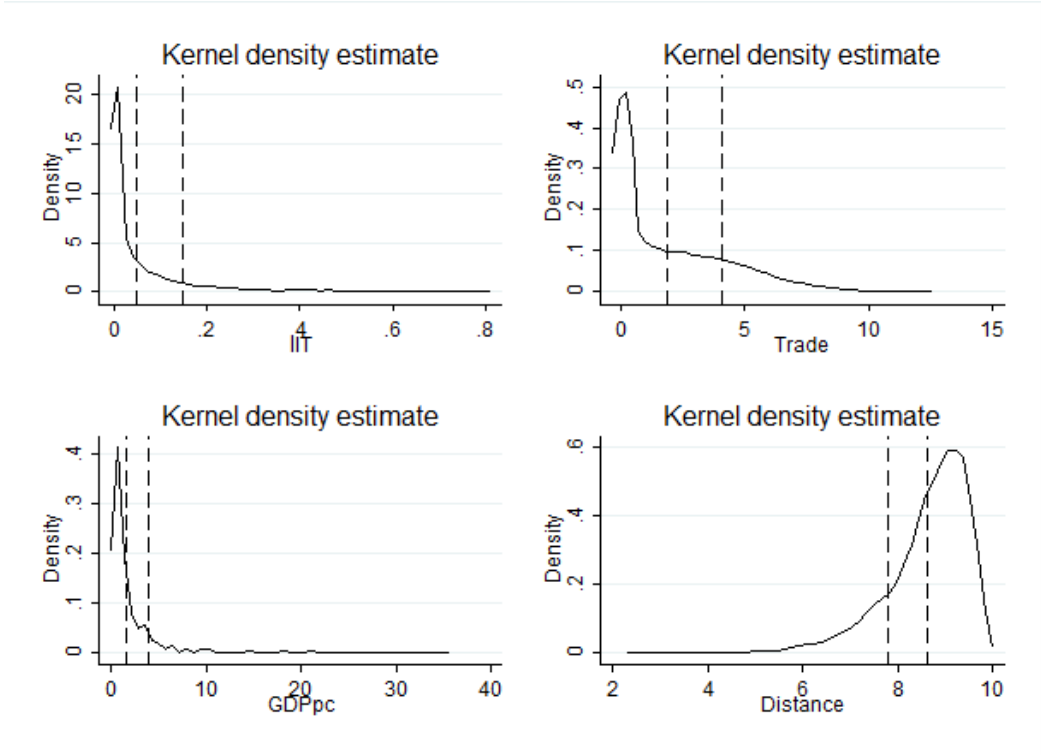 Kernel density estimate
Density
0 5 10 15 20
0 .2 .4 .6 .8
IIT
Kernel density estimate
Density
0 .1 .2 .3 .4 .5
0 5 10 15
Trade
Kernel density estimate
Density
0 .1 .2 .3 .4
0 10 20 30 40
GDPpc
Kernel density estimate
Density
0 .2 .4 .6
2 4 6 8 10
Distance